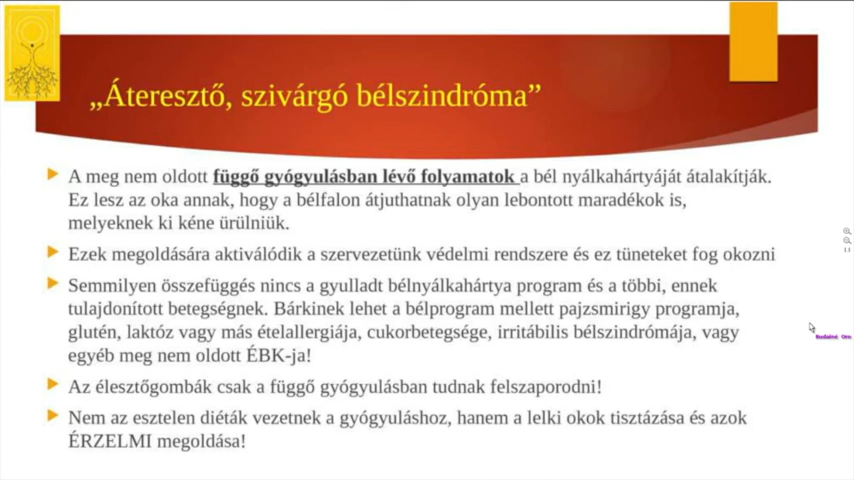 „Áteresztő, szivárgó bélszindróma”
A meg nem oldott függő gyógyulásban lévő folyamatok a bél nyálkahártyáját átalakítják.
Ez lesz az oka annak, hogy a bélfalon átjuthatnak olyan lebontott maradékok is,
melyeknek ki kéne ürülniük.
Ezek megoldására aktiválódik a szervezetünk védelmi rendszere és ez tüneteket fog okozni
Semmilyen összefüggés nincs a gyulladt bélnyálkahártya program és a többi, ennek
tulajdonított betegségnek. Bárkinek lehet a bélprogram mellett pajzsmirigy programja,
glutén, laktóz vagy más ételallergiája, cukorbetegsége, irritábilis bélszindrómája, vagy
egyéb meg nem oldott ÉBK-ja!
Az élesztőgombák csak a függő gyógyulásban tudnak felszaporodni!
Nem az esztelen diéták vezetnek a gyógyuláshoz, hanem a lelki okok tisztázása és azok
ÉRZELMI megoldása!